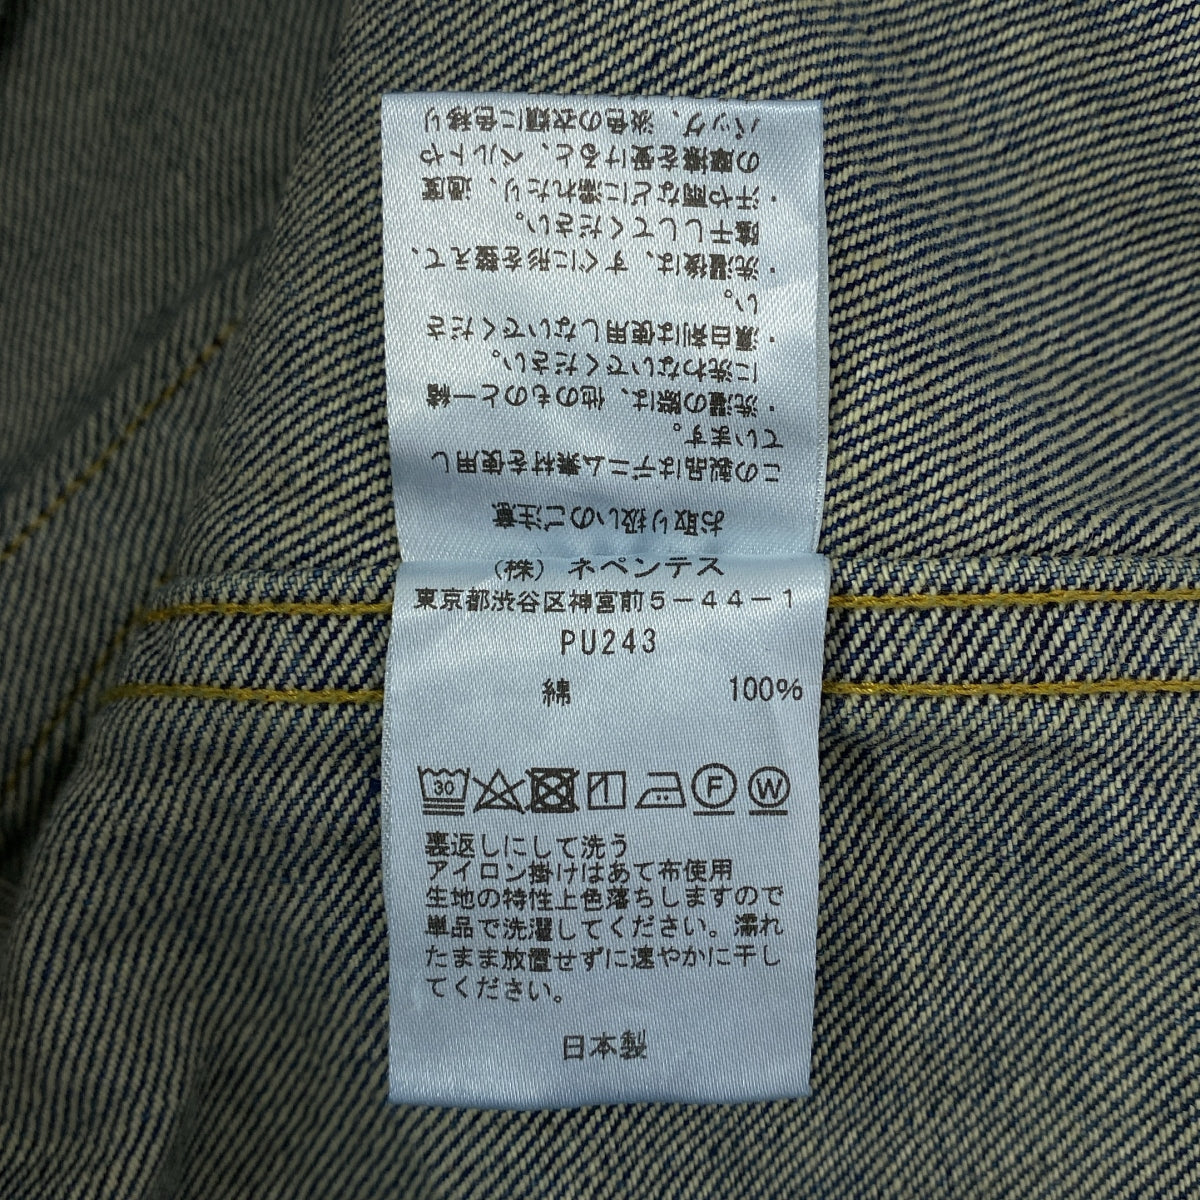 お取り扱いのご注意
この製品はデニム素材を使用し
ています。
・洗濯の際は、他のものと一緒
に洗わないでください。
・漂白剤は使用しないでくださ
い。
・洗濯後は、すぐに形を整えて、
陰干ししてください。
・汗や雨などに濡れたり、過度
の摩擦を受けると、ベルトや
バッグ、淡色の衣類に色移り
(株) ネペンテス
東京都渋谷区神宮前5-44-1
PU243
綿 100%
30 F W
裏返しにして洗う
アイロン掛けはあて布使用
生地の特性上色落ちしますので
単品で洗濯してください。濡れ
たまま放置せずに速やかに干し
てください。
日本製